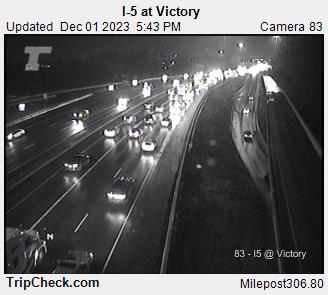 I-5 at Victory
Updated Dec 01 2023 5:43 PM Camera 83
T
N
83 - I5 @ Victory
TripCheck.com Milepost306.80